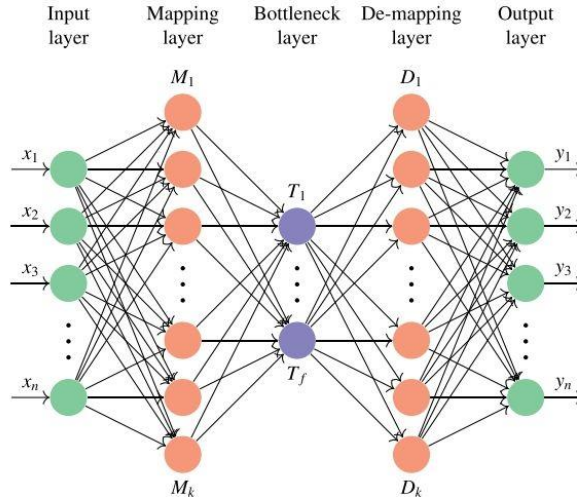 Input layer
Mapping layer
Bottleneck layer
De-mapping layer
Output layer
M1
D1
x1
y1
x2
T1
y2
x3
y3
xn
Tf
yn
Mk
Dk